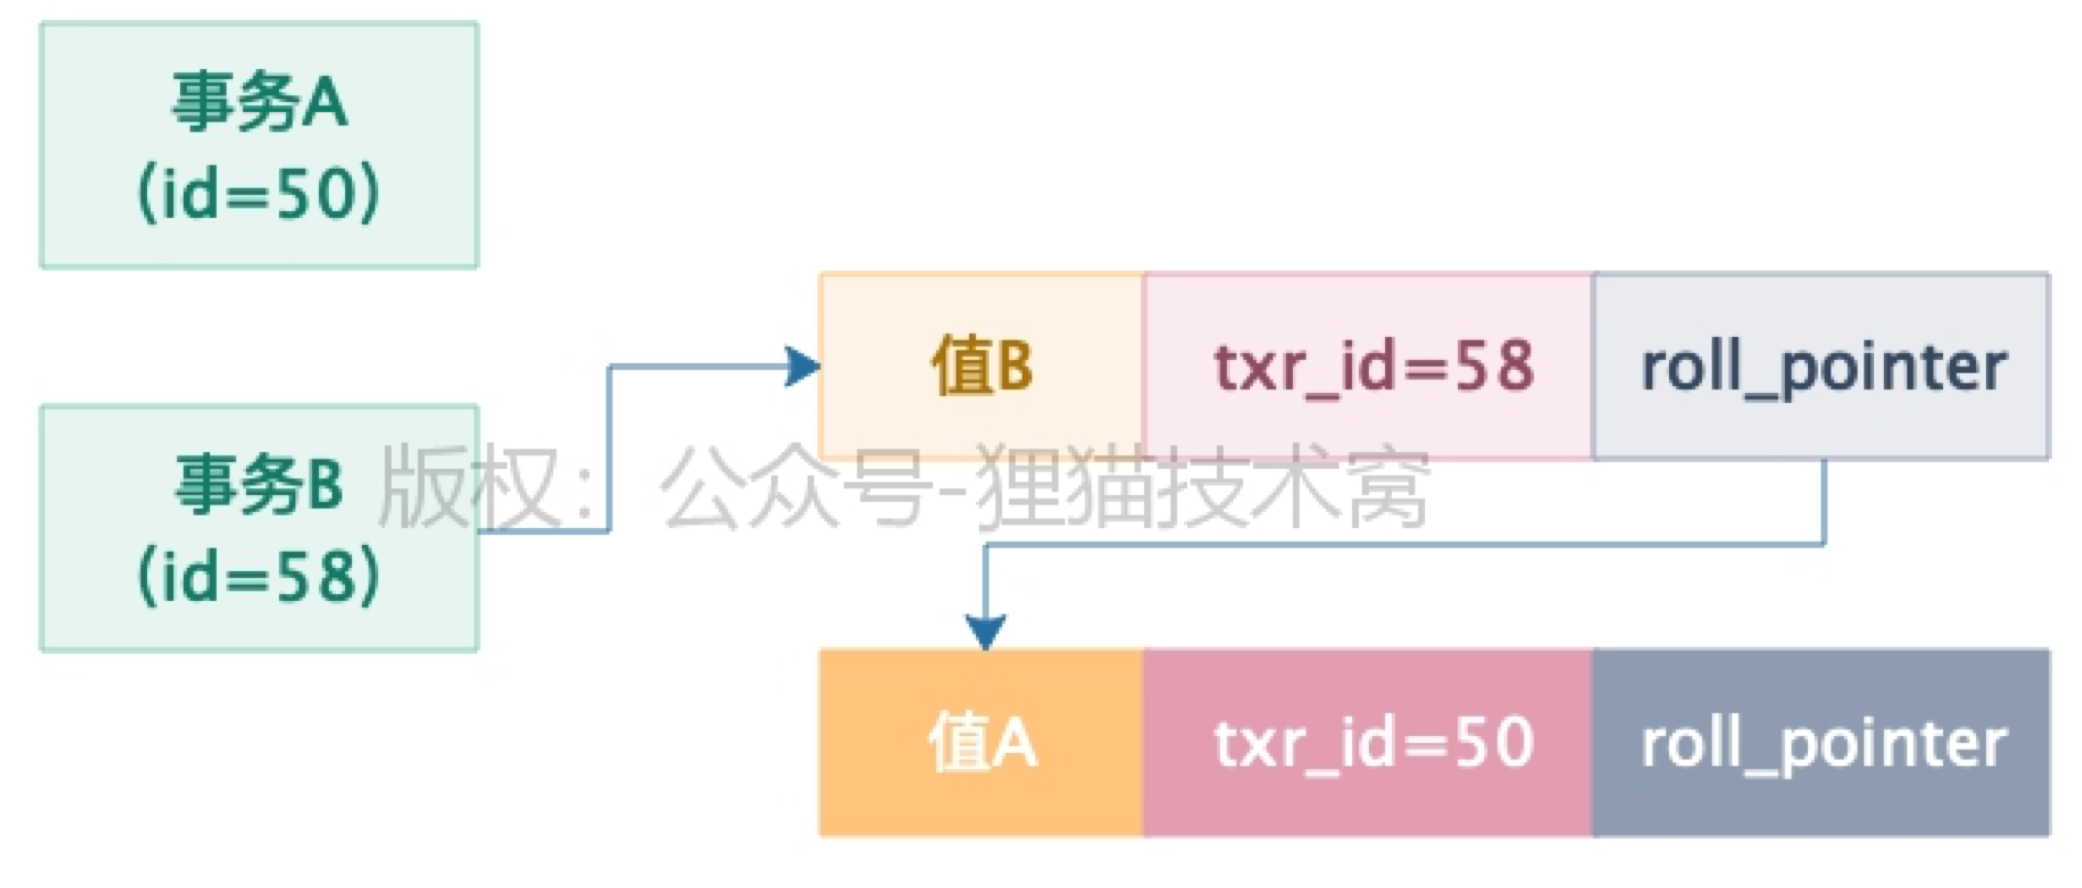 事务A
(id=50)
值B
txr_id=58
roll_pointer
事务B
(id=58)
版权：公众号-狸猫技术窝
值A
txr_id=50
roll_pointer